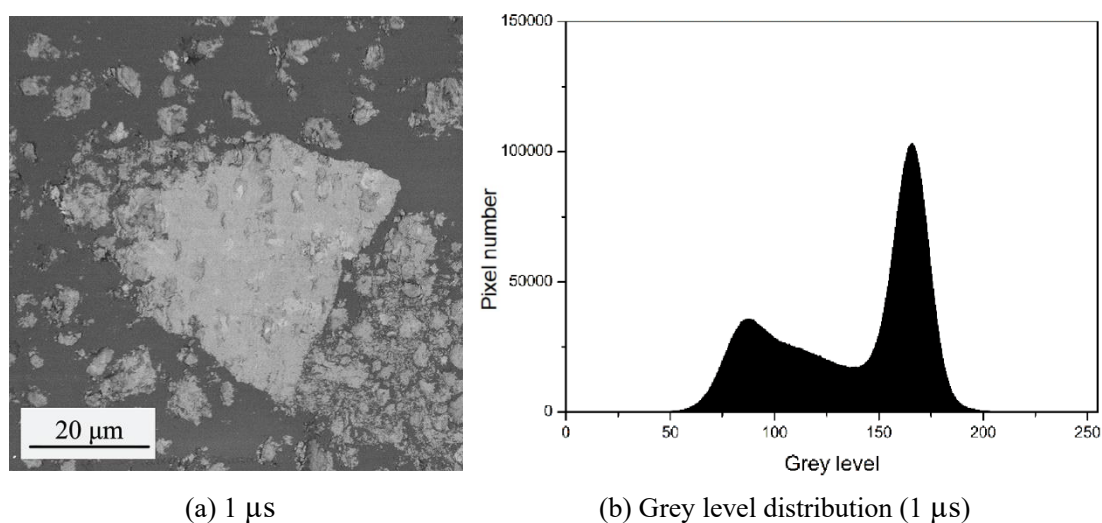 20 μm
150000
100000
50000
0
Pixel number
0 50 100 150 200 250
Grey level
(a) 1 μs
(b) Grey level distribution (1 μs)